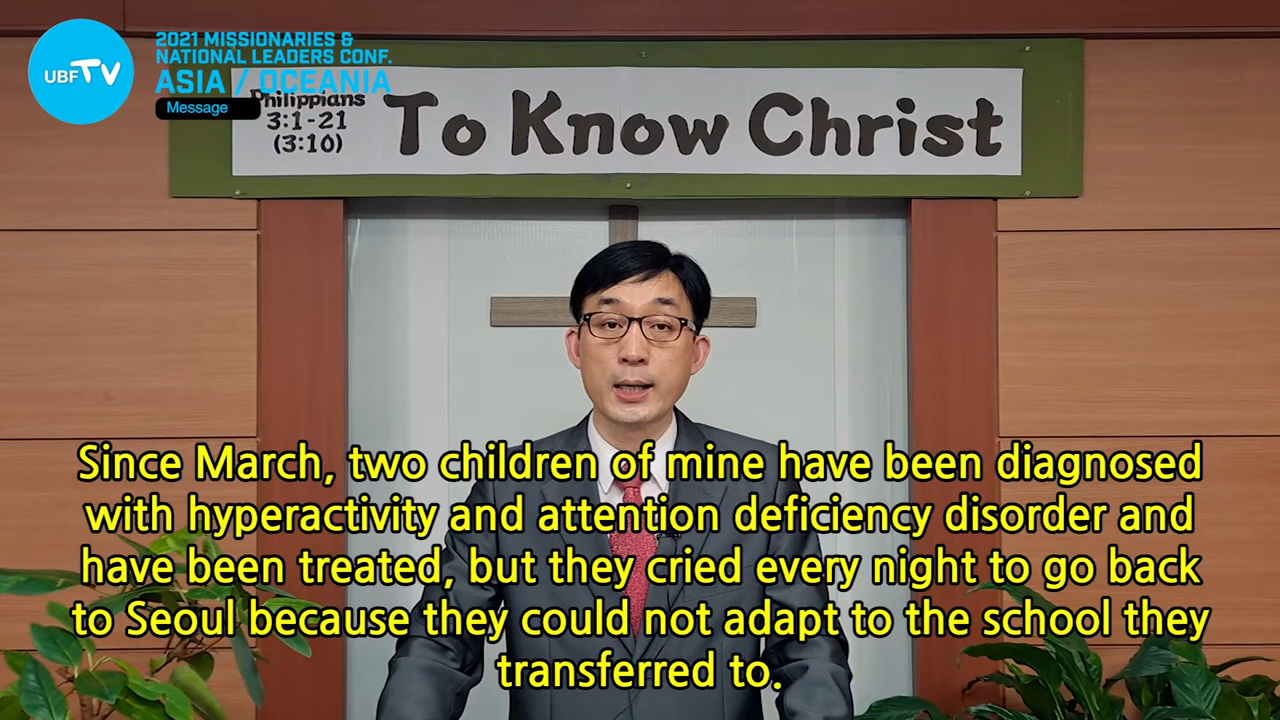 UBF TV
2021 MISSIONARIES &
NATIONAL LEADERS CONF.
ASIA / OCEANIA
Message
Philippians
3:1-21
(3:10)
To Know Christ
Since March, two children of mine have been diagnosed
with hyperactivity and attention deficiency disorder and
have been treated, but they cried every night to go back
to Seoul because they could not adapt to the school they
transferred to.